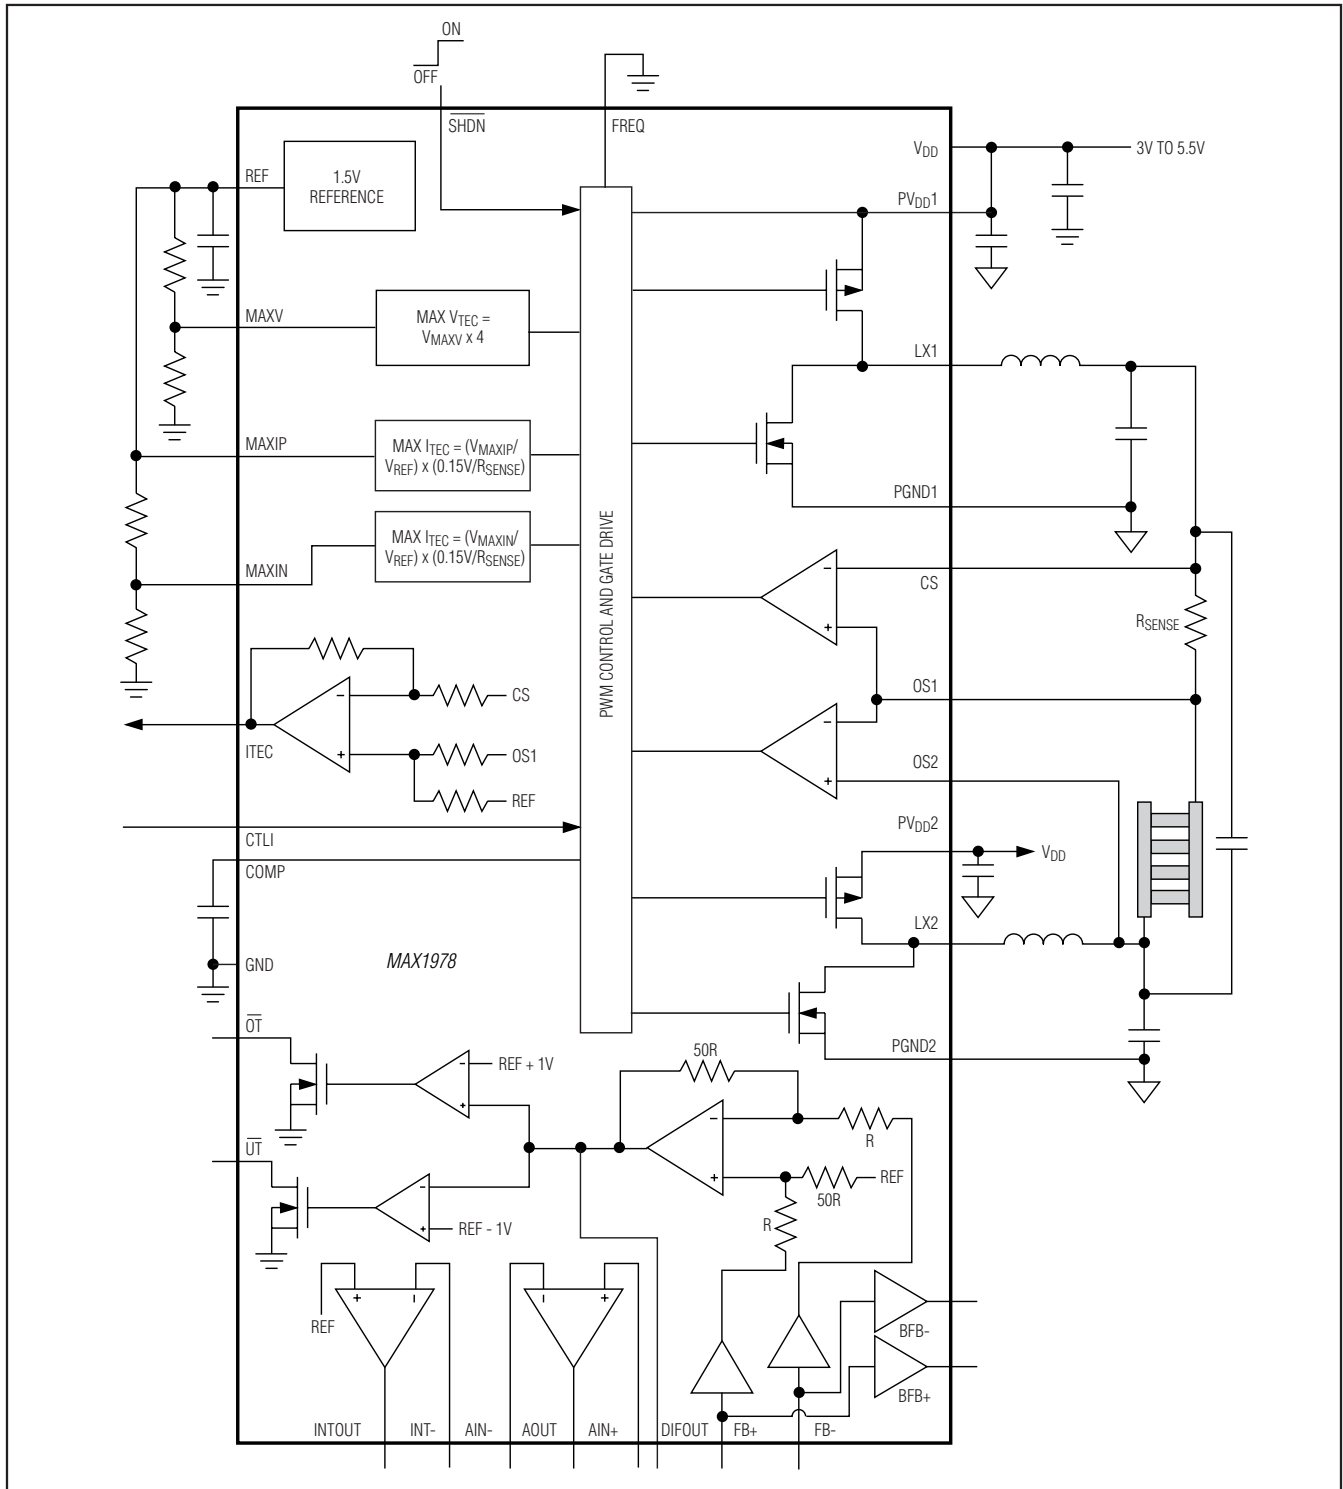 ON
OFF
SHDN
FREQ
VDD
3V TO 5.5V
REF
1.5V
REFERENCE
PVDD1
MAXV
MAX VTEC =
VMAXV x 4
LX1
MAXIP
MAX ITEC = (VMAXIP/
VREF) x (0.15V/RSENSE)
PGND1
MAX ITEC = (VMAXIN/
VREF) x (0.15V/RSENSE)
MAXIN
PWM CONTROL AND GATE DRIVE
-
CS
+
RSENSE
-
CS
OS1
-
ITEC
+
OS1
OS2
+
REF
PVDD2
CTLI
VDD
COMP
LX2
MAX1978
GND
OT
PGND2
50R
-
REF + 1V
+
-
R
UT
-
+
REF
50R
+
REF - 1V
R
+
-
-
+
REF
BFB-
BFB+
INTOUT
INT-
AIN-
AOUT
AIN+
DIFOUT
FB+
FB-